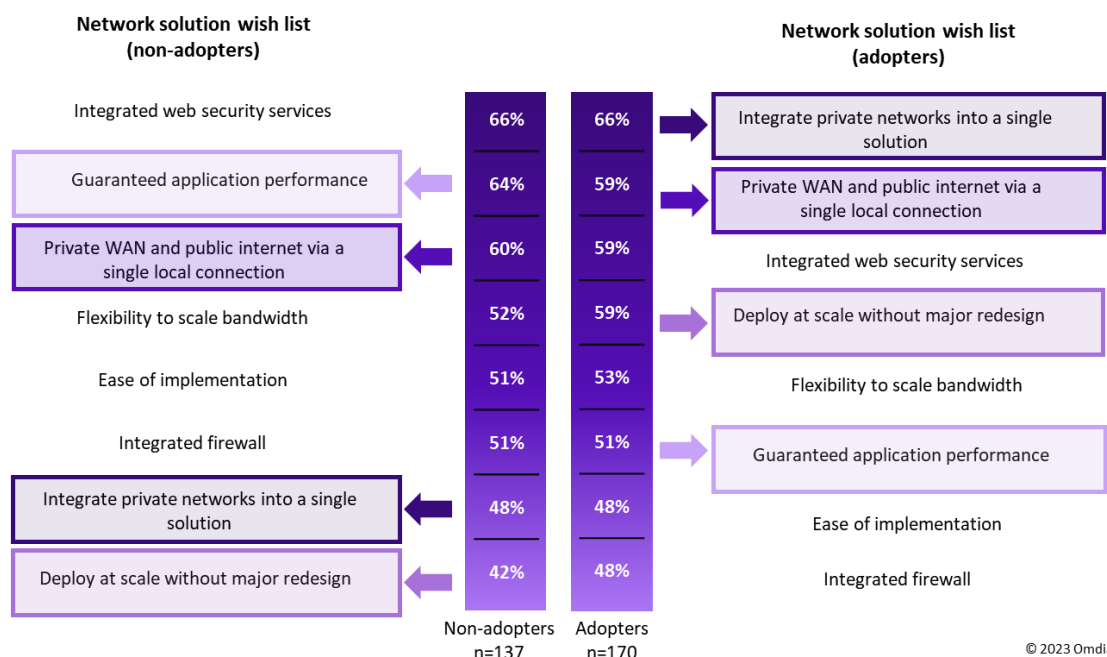 Network solution wish list
(non-adopters)
Integrated web security services
Guaranteed application performance
Private WAN and public internet via a
single local connection
Flexibility to scale bandwidth
Ease of implementation
Integrated firewall
Integrate private networks into a single
solution
Deploy at scale without major redesign
66%
64%
60%
52%
51%
51%
48%
42%
Non-adopters
n=137
66%
59%
59%
59%
53%
51%
48%
48%
Adopters
n=170
Network solution wish list
(adopters)
Integrate private networks into a single
solution
Private WAN and public internet via a
single local connection
Integrated web security services
Deploy at scale without major redesign
Flexibility to scale bandwidth
Guaranteed application performance
Ease of implementation
Integrated firewall
© 2023 Omdi